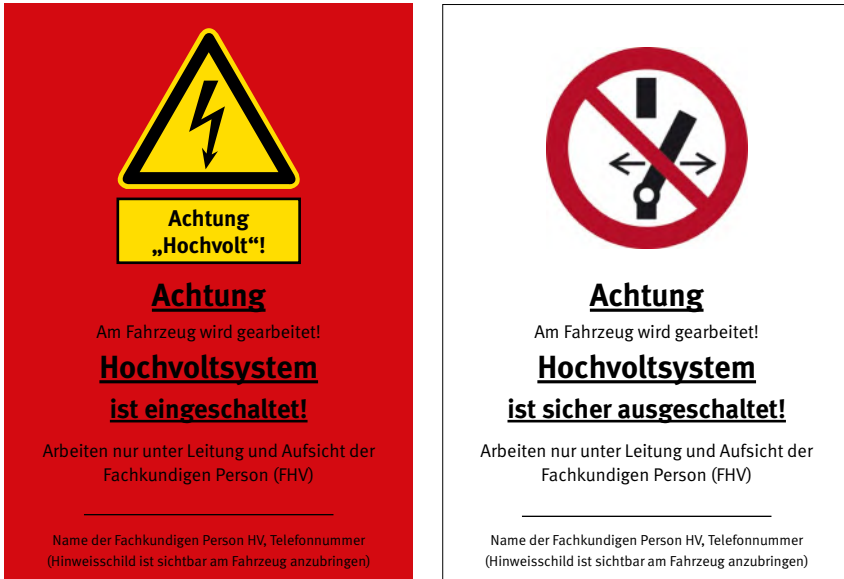 Achtung
„Hochvolt“!
Achtung
Am Fahrzeug wird gearbeitet!
Hochvoltsystem
ist eingeschaltet!
Arbeiten nur unter Leitung und Aufsicht der
Fachkundigen Person (FHV)
Name der Fachkundigen Person HV, Telefonnummer
(Hinweisschild ist sichtbar am Fahrzeug anzubringen)
Achtung
Am Fahrzeug wird gearbeitet!
Hochvoltsystem
ist sicher ausgeschaltet!
Arbeiten nur unter Leitung und Aufsicht der
Fachkundigen Person (FHV)
Name der Fachkundigen Person HV, Telefonnummer
(Hinweisschild ist sichtbar am Fahrzeug anzubringen)